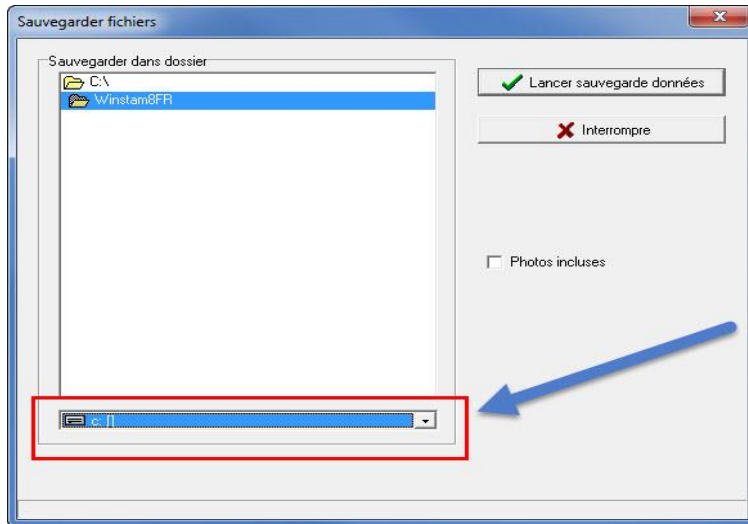 Sauvegarder fichiers
Sauvegarder dans dossier
C:\
Winstam8FR
Lancer sauvegarde données
Interrompre
Photos incluses
c: []